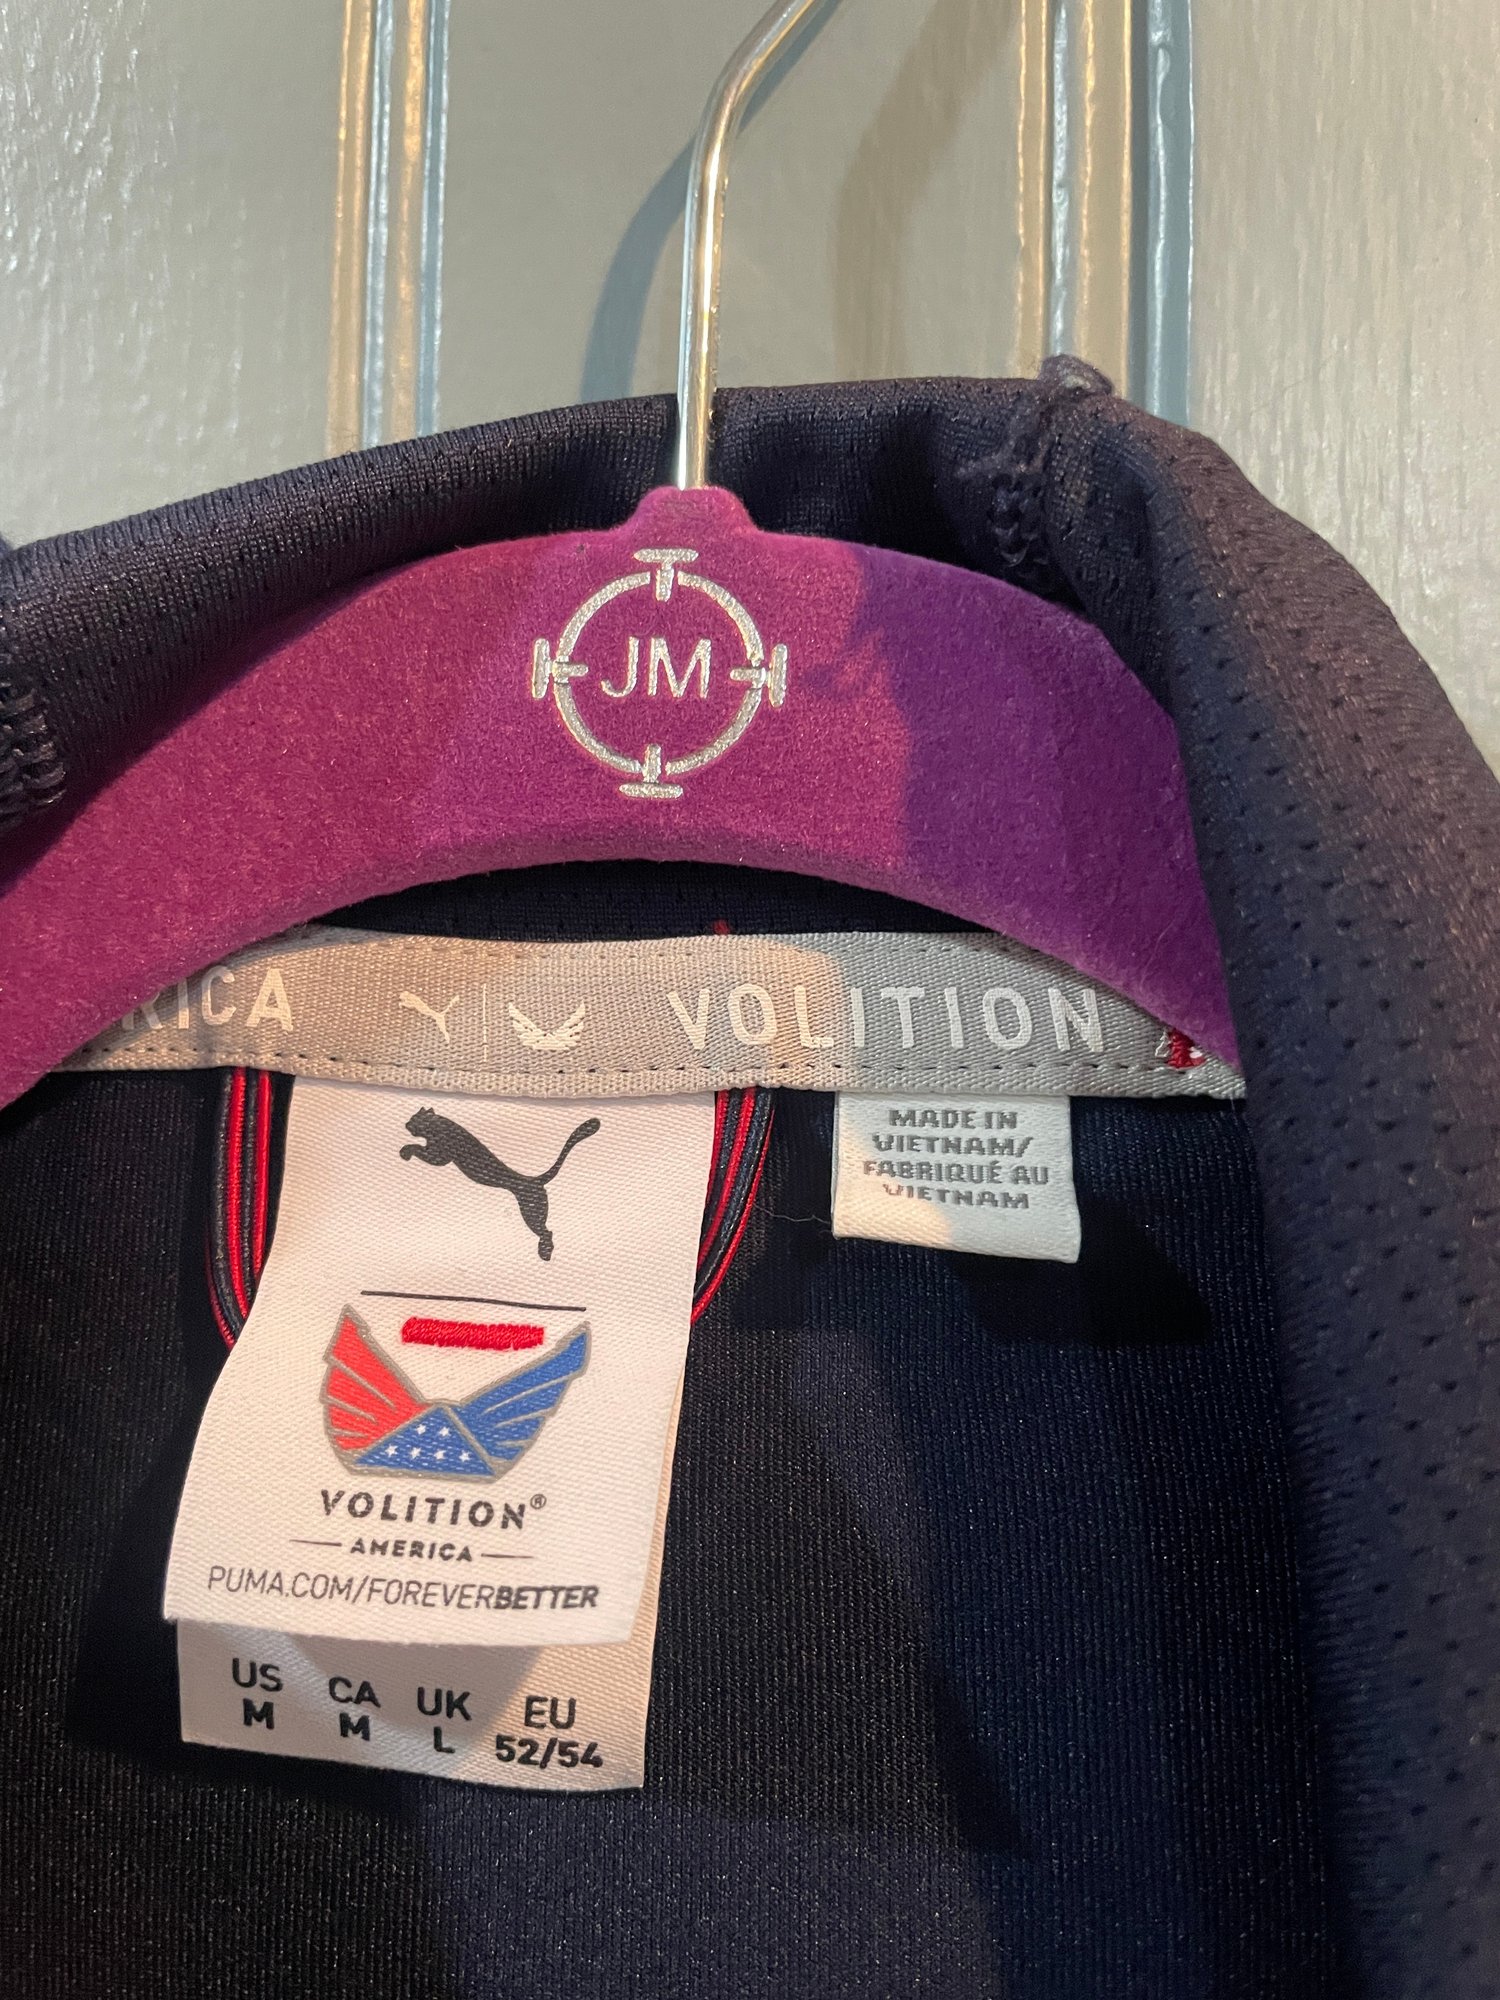 JM
RICA VOLITION
MADE IN
VIETNAM/
FABRIQUÉ AU
VIETNAM
VOLITION®
AMERICA
PUMA.COM/FOREVERBETTER
US CA UK EU
M M L 52/54